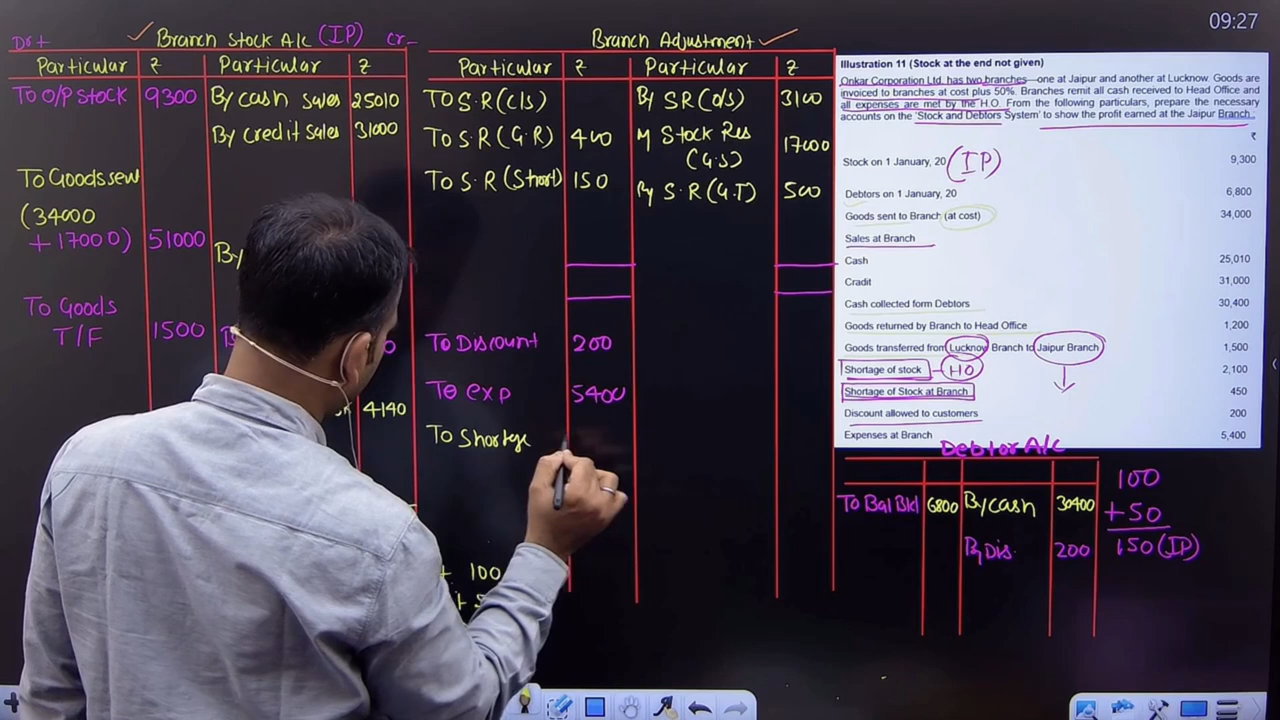 09:27
Dr+ Branch Stock A/c (IP) Cr-
Particular ₹ Particular ₹
To O/P Stock 9300 By cash sales 25010
By credit sales 31000
To Goods sent
(34000
+ 17000) 51000
By
To Goods
T/F 1500
4140
Branch Adjustment
Particular ₹ Particular ₹
To S.R (C/S) By SR (O/S) 3100
To S.R (G.R) 400 By Stock Res 17000
(G.S)
To S.R (Short) 150 By S.R (G.T) 500
To Discount 200
To exp 5400
To Shortge
+ 100
Illustration 11 (Stock at the end not given)
Onkar Corporation Ltd. has two branches one at Jaipur and another at Lucknow. Goods are
invoiced to branches at cost plus 50%. Branches remit all cash received to Head Office and
all expenses are met by the H.O. From the following particulars, prepare the necessary
accounts on the 'Stock and Debtors System' to show the profit earned at the Jaipur Branch.
₹
Stock on 1 January, 20 (IP) 9,300
Debtors on 1 January, 20 6,800
Goods sent to Branch (at cost) 34,000
Sales at Branch
Cash 25,010
Cradit 31,000
Cash collected form Debtors 30,400
Goods returned by Branch to Head Office 1,200
Goods transferred from Lucknow Branch to Jaipur Branch 1,500
Shortage of stock - HO 2,100
Shortage of Stock at Branch 450
Discount allowed to customers 200
Expenses at Branch 5,400
Debtor A/c
To Bal B/d 6800 By cash 30400
By Dis. 200
100
+ 50
150 (IP)